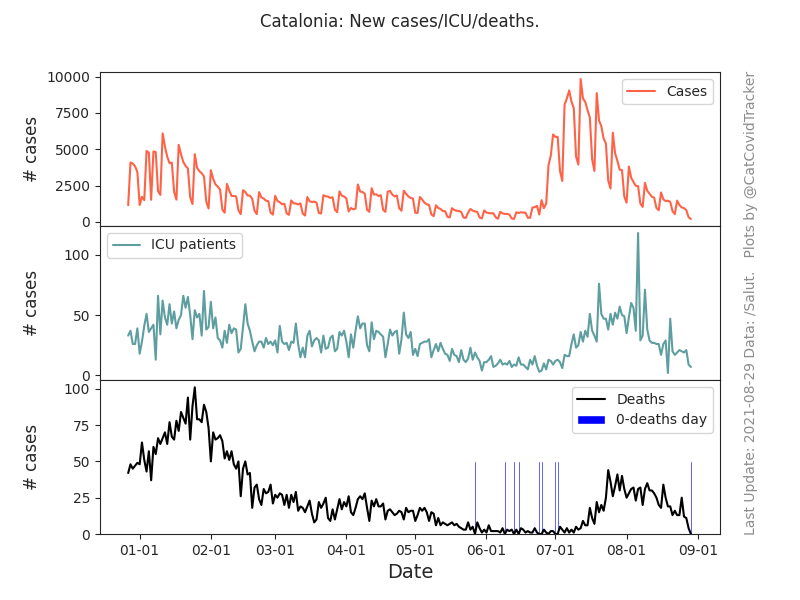 Catalonia: New cases/ICU/deaths.
10000
7500
5000
2500
0
# cases
Cases
100
50
0
# cases
ICU patients
100
75
50
25
0
# cases
Deaths
0-deaths day
01-01 02-01 03-01 04-01 05-01 06-01 07-01 08-01 09-01
Date
Last Update: 2021-08-29 Data: /Salut. Plots by @CatCovidTracker